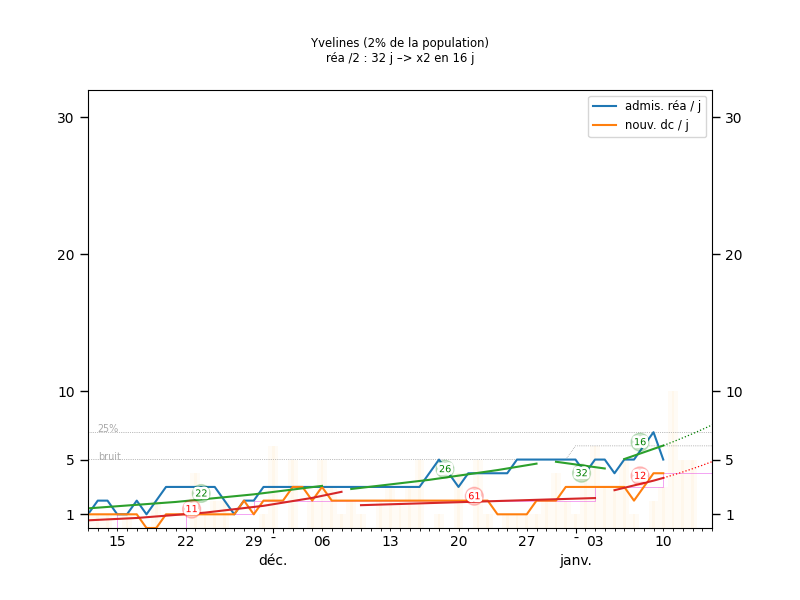 Yvelines (2% de la population)
réa /2 : 32 j –> x2 en 16 j
admis. réa / j
nouv. dc / j
30 30
20 20
10 10
25%
bruit
5 5
1 1
22
11
26
61
32
16
12
15 22 29 - 06 13 20 27 - 03 10
déc. janv.